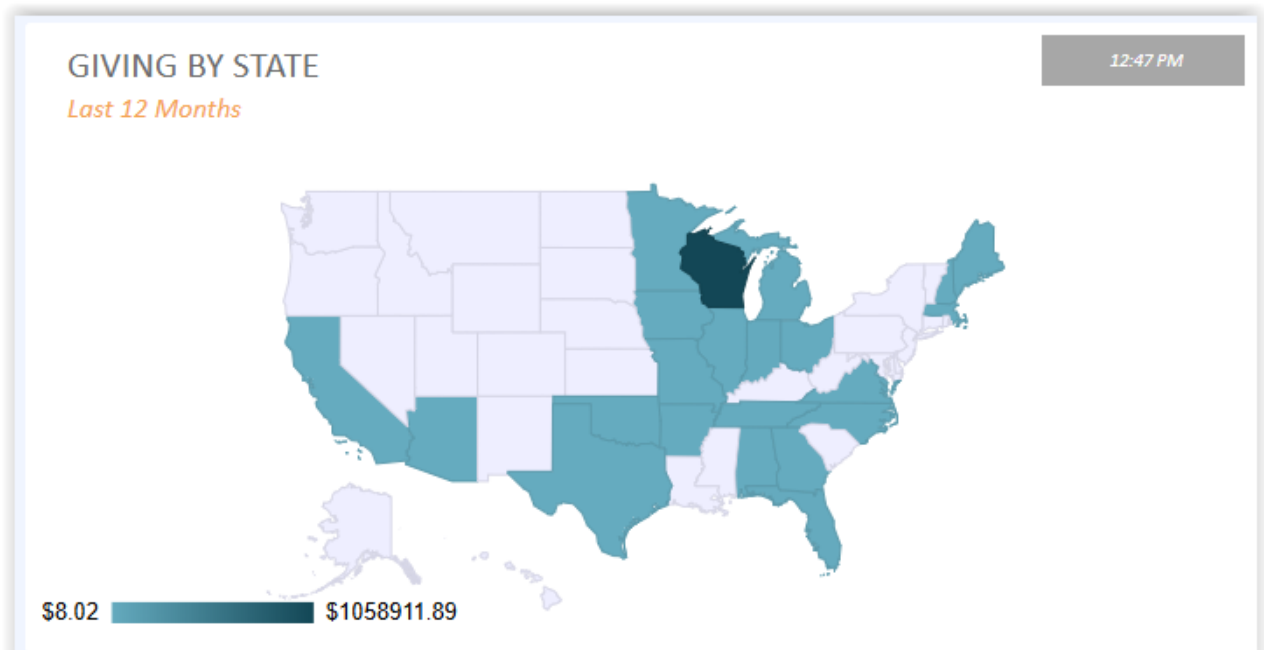 GIVING BY STATE
12:47 PM
Last 12 Months
$8.02
$1058911.89